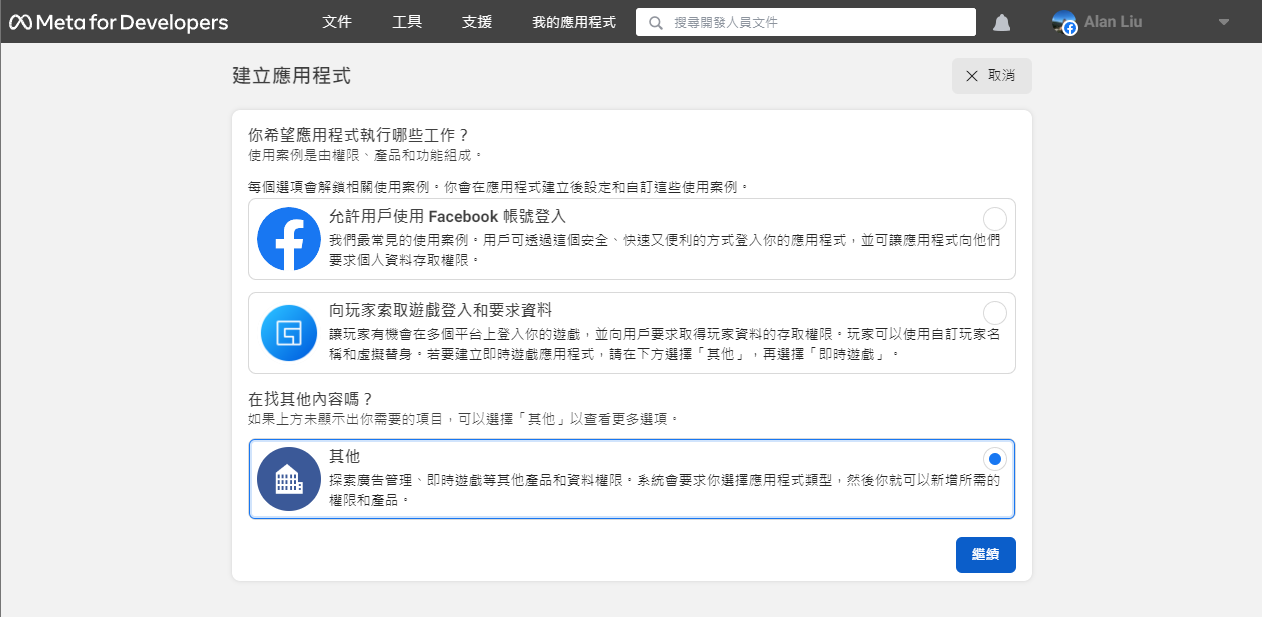 Meta for Developers 文件 工具 支援 我的應用程式 搜尋開發人員文件 Alan Liu
建立應用程式
取消
你希望應用程式執行哪些工作？
使用案例是由權限、產品和功能組成。
每個選項會解鎖相關使用案例。你會在應用程式建立後設定和自訂這些使用案例。
允許用戶使用 Facebook 帳號登入
我們最常見的使用案例。用戶可透過這個安全、快速又便利的方式登入你的應用程式，並可讓應用程式向他們
要求個人資料存取權限。
向玩家索取遊戲登入和要求資料
讓玩家有機會在多個平台上登入你的遊戲，並向用戶要求取得玩家資料的存取權限。玩家可以使用自訂玩家名
稱和虛擬替身。若要建立即時遊戲應用程式，請在下方選擇「其他」，再選擇「即時遊戲」。
在找其他內容嗎？
如果上方未顯示出你需要的項目，可以選擇「其他」以查看更多選項。
其他
探索廣告管理、即時遊戲等其他產品和資料權限。系統會要求你選擇應用程式類型，然後你就可以新增所需的
權限和產品。
繼續